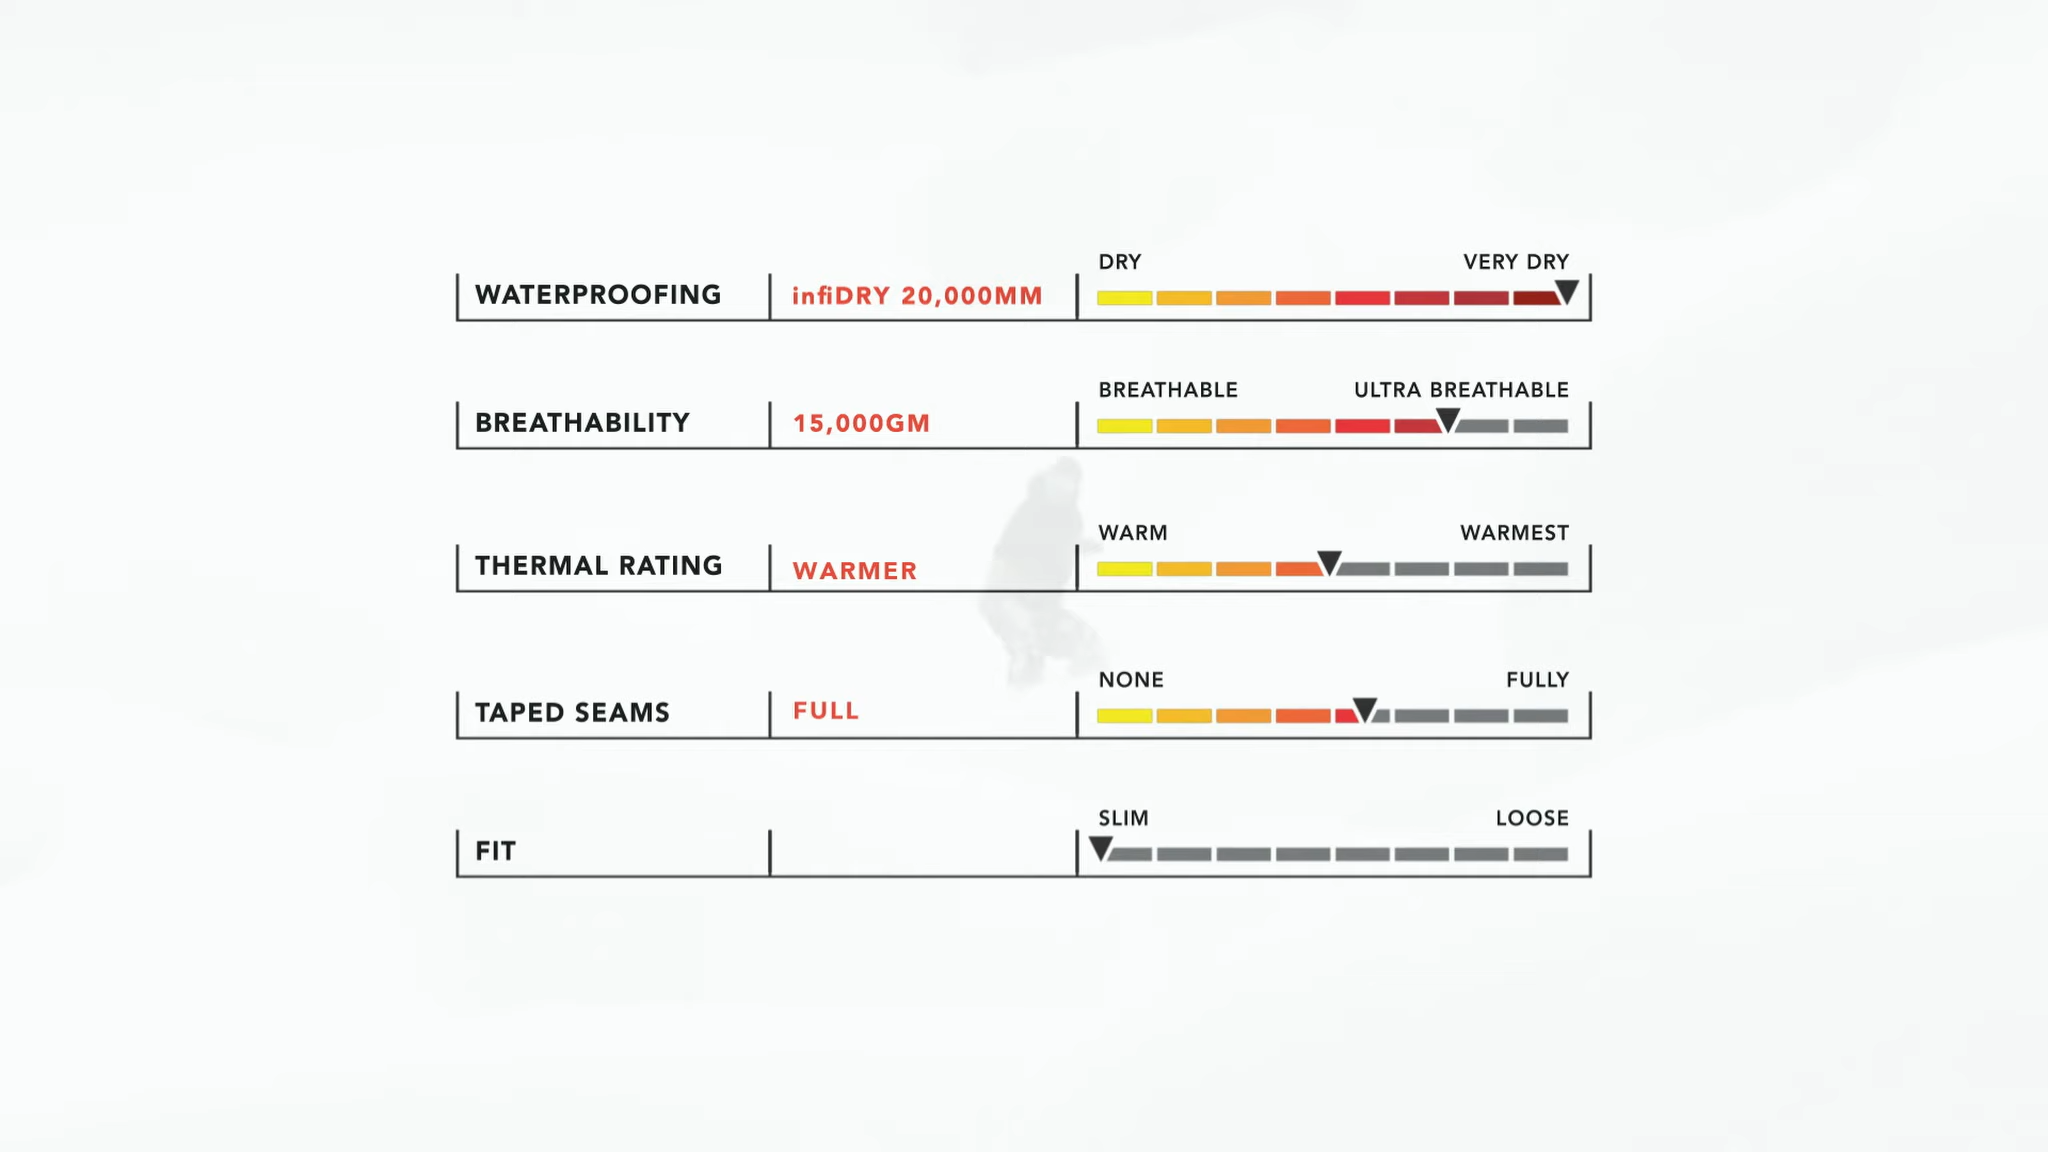 DRY VERY DRY
WATERPROOFING infiDRY 20,000MM
BREATHABLE ULTRA BREATHABLE
BREATHABILITY 15,000GM
WARM WARMEST
THERMAL RATING WARMER
NONE FULLY
TAPED SEAMS FULL
SLIM LOOSE
FIT